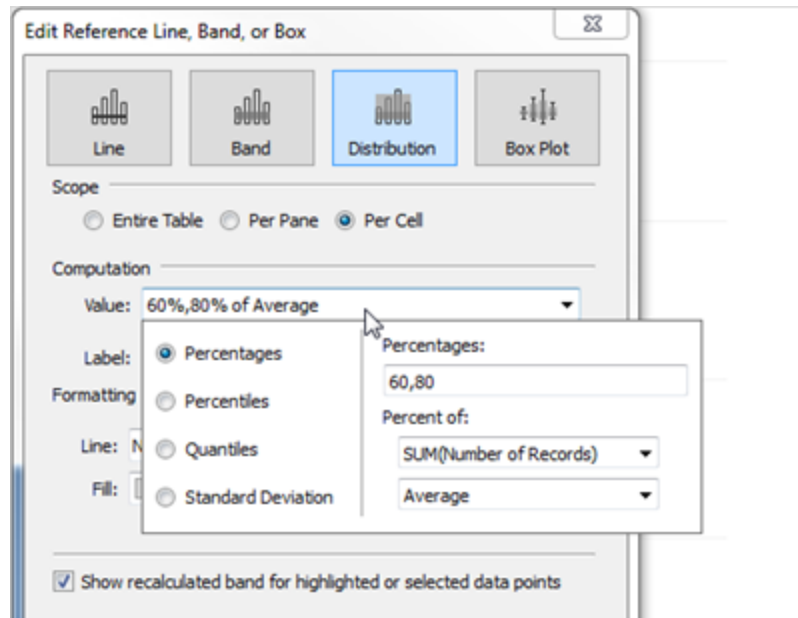 Edit Reference Line, Band, or Box
Line Band Distribution Box Plot
Scope
Entire Table Per Pane Per Cell
Computation
Value: 60%,80% of Average
Label:
Percentages
Percentages:
60,80
Formatting
Percentiles
Percent of:
Line: N
Quantiles
SUM(Number of Records)
Fill:
Standard Deviation
Average
Show recalculated band for highlighted or selected data points